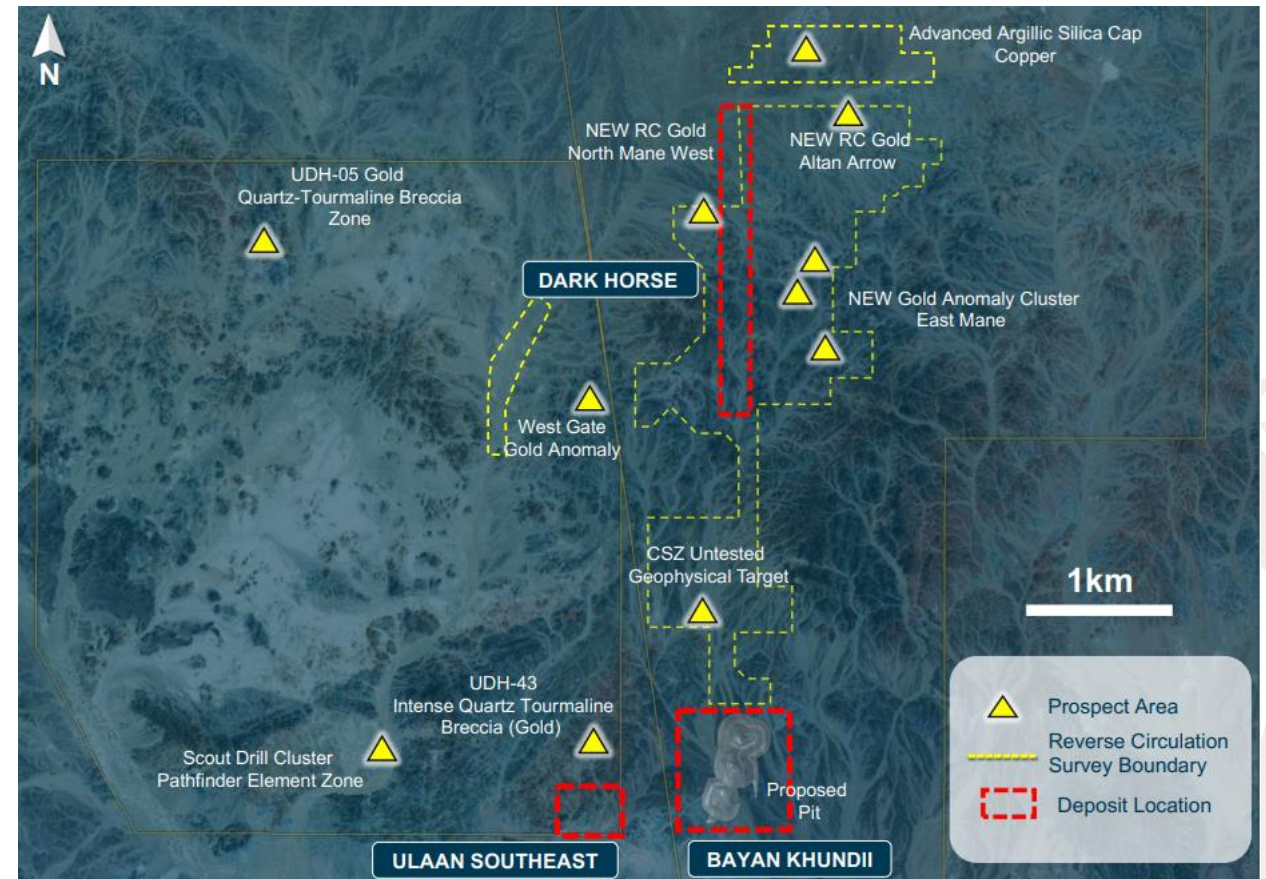 N
Advanced Argillic Silica Cap
Copper
NEW RC Gold
North Mane West
NEW RC Gold
Altan Arrow
UDH-05 Gold
Quartz-Tourmaline Breccia
Zone
DARK HORSE
NEW Gold Anomaly Cluster
East Mane
West Gate
Gold Anomaly
CSZ Untested
Geophysical Target
1km
UDH-43
Intense Quartz Tourmaline
Breccia (Gold)
Scout Drill Cluster
Pathfinder Element Zone
Proposed
Pit
ULAAN SOUTHEAST
BAYAN KHUNDII
Prospect Area
Reverse Circulation
Survey Boundary
Deposit Location